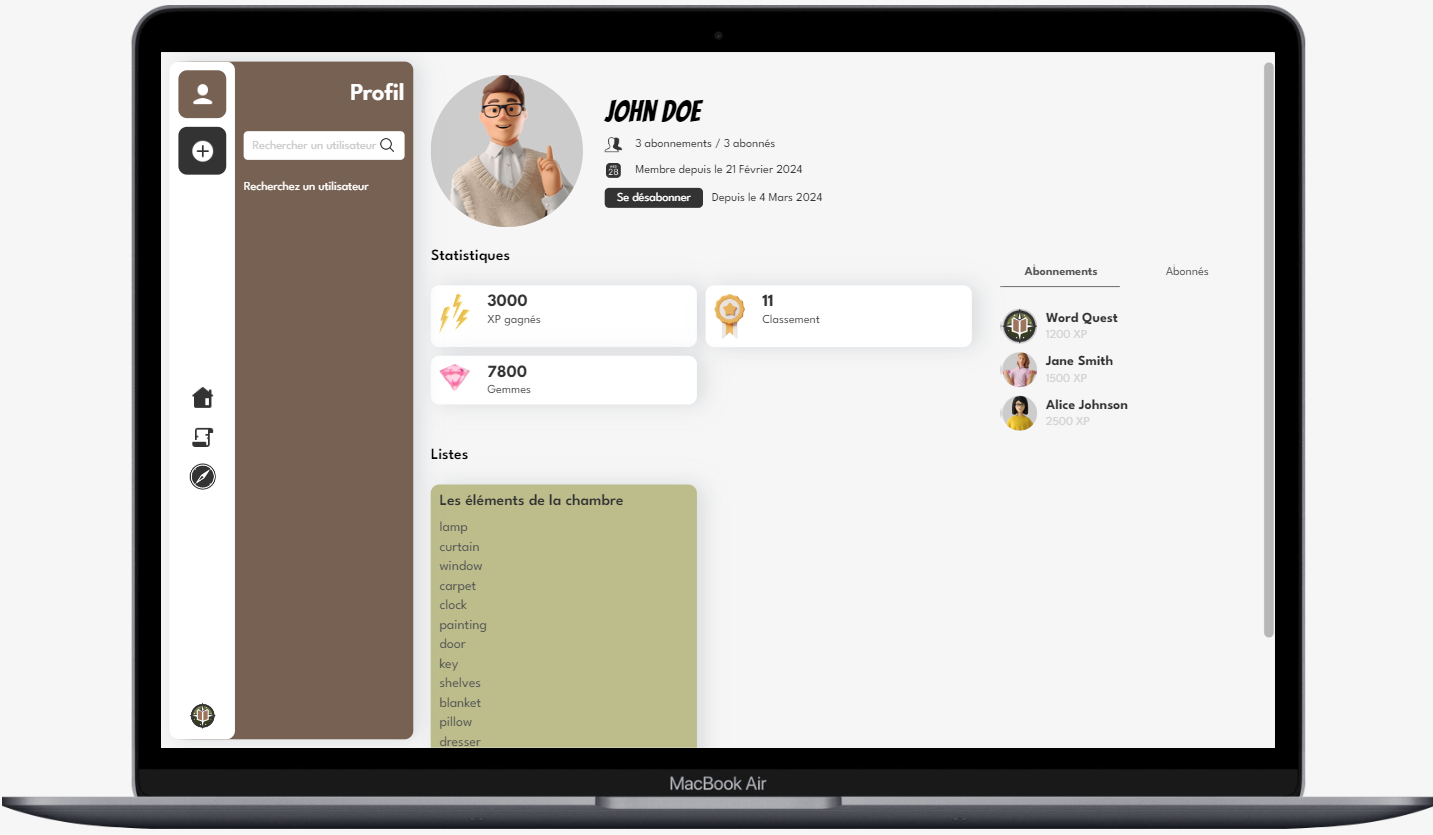 Profil
Rechercher un utilisateur
Recherchez un utilisateur
JOHN DOE
3 abonnements / 3 abonnés
28
Membre depuis le 21 Février 2024
Se désabonner Depuis le 4 Mars 2024
Statistiques
3000
XP gagnés
11
Classement
7800
Gemmes
Abonnements Abonnés
Word Quest
1200 XP
Jane Smith
1500 XP
Alice Johnson
2500 XP
Listes
Les éléments de la chambre
lamp
curtain
window
carpet
clock
painting
door
key
shelves
blanket
pillow
dresser
MacBook Air